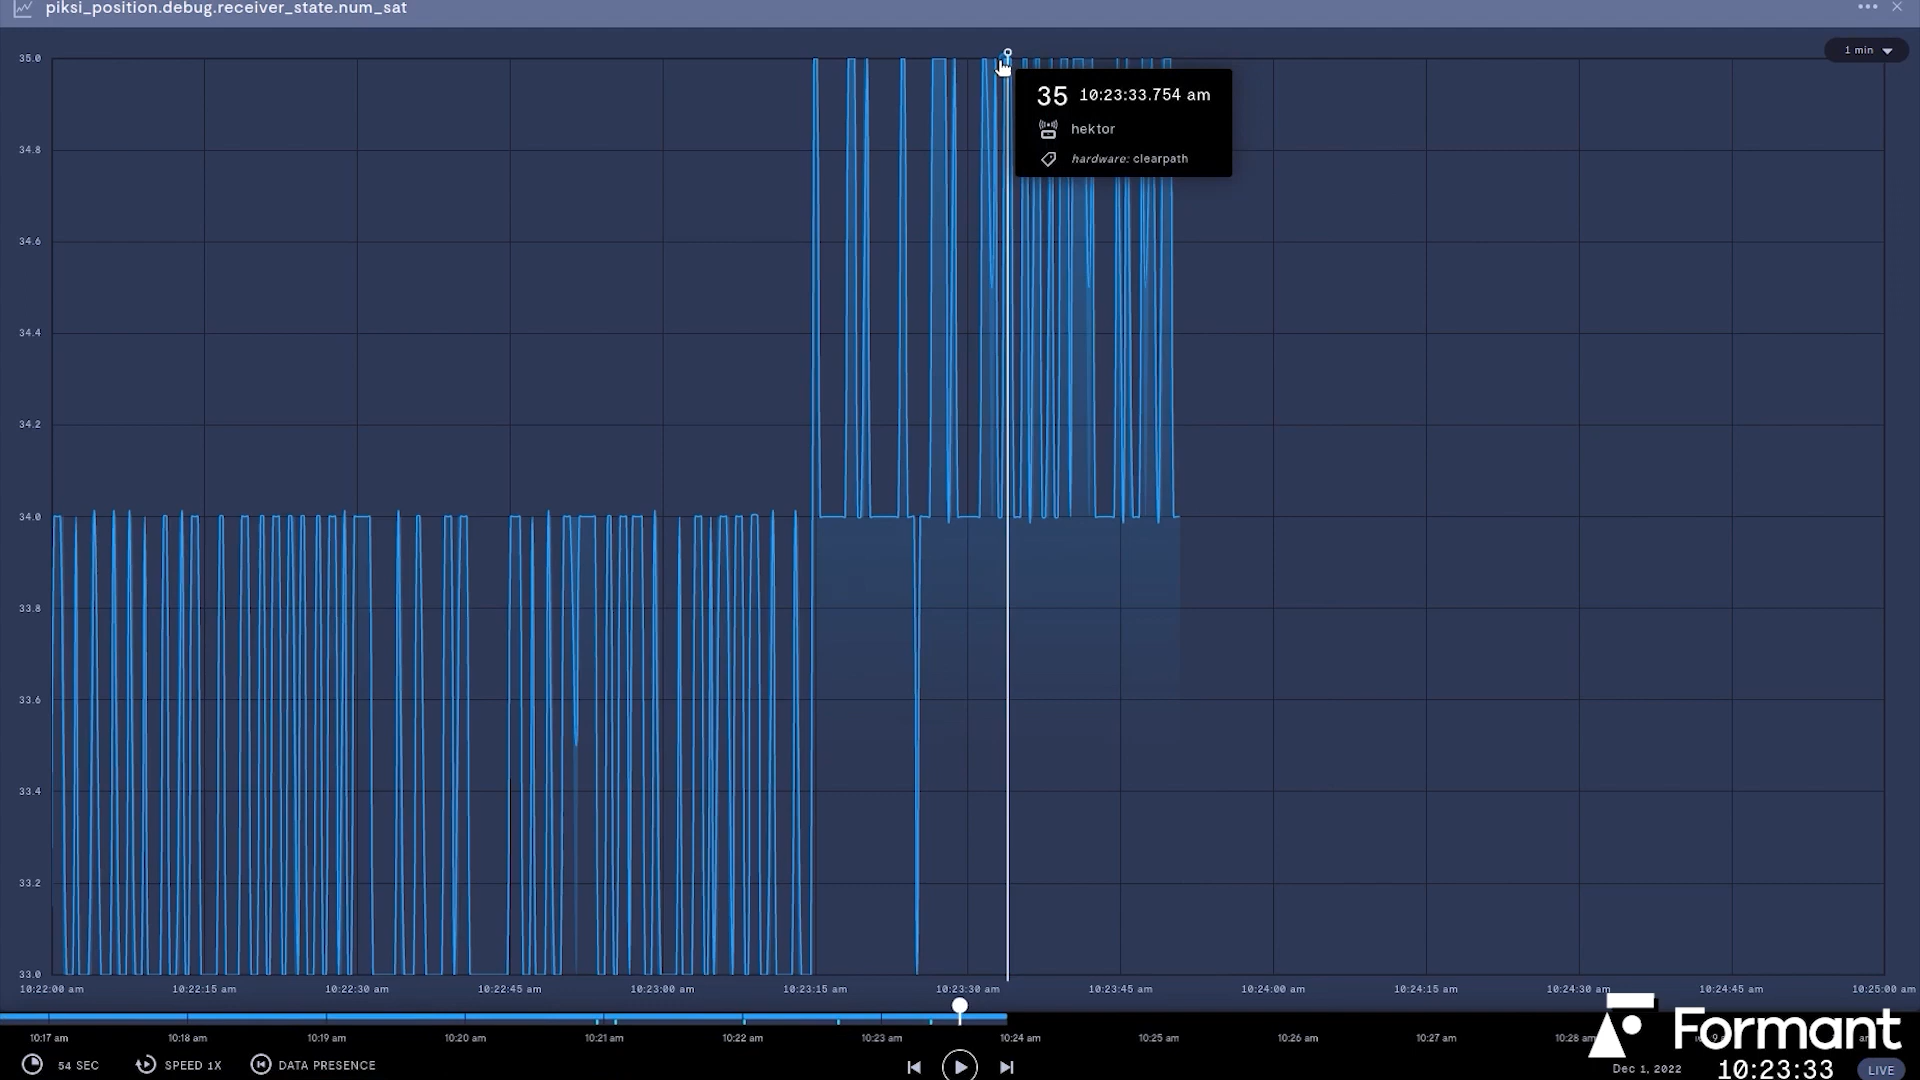 piksi_position.debug.receiver_state.num_sat
1 min
35.0
34.8
34.6
34.4
34.2
34.0
33.8
33.6
33.4
33.2
33.0
35 10:23:33.754 am
hektor
hardware: clearpath
10:22:00 am 10:22:15 am 10:22:30 am 10:22:45 am 10:23:00 am 10:23:15 am 10:23:30 am 10:23:45 am 10:24:00 am 10:24:15 am 10:24:30 am 10:24:45 am 10:25:00 am
10:17 am 10:18 am 10:19 am 10:20 am 10:21 am 10:22 am 10:23 am 10:24 am 10:25 am 10:26 am 10:27 am 10:28 am
Formant
54 SEC SPEED 1X DATA PRESENCE
Dec 1, 2022 10:23:33 LIVE